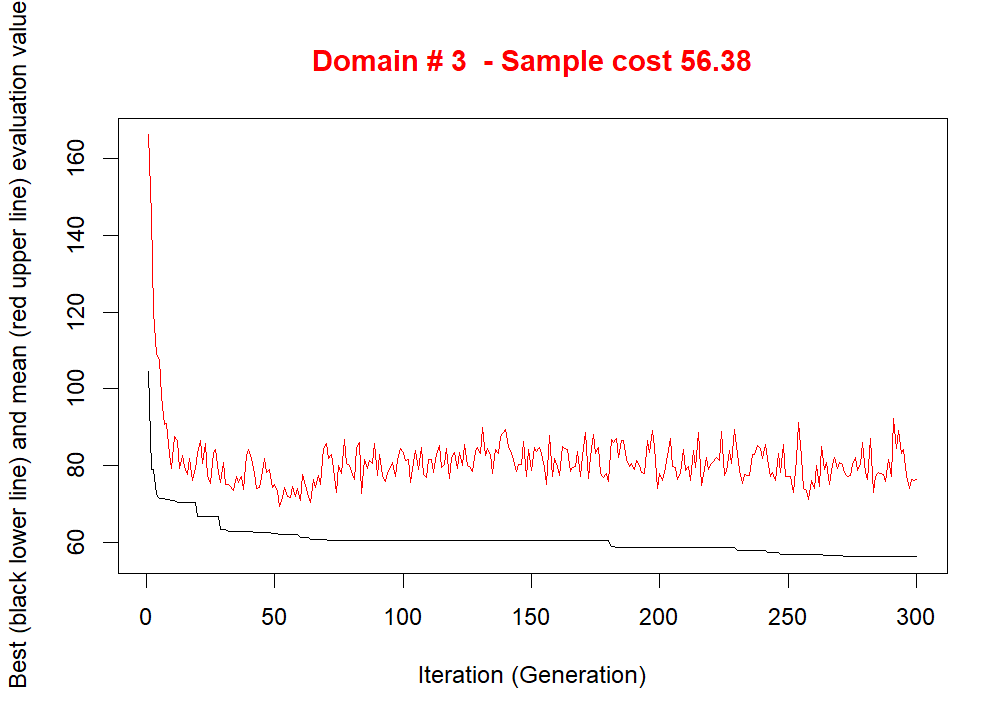 Domain # 3  - Sample cost 56.38
Best (black lower line) and mean (red upper line) evaluation value
160
140
120
100
80
60
0 50 100 150 200 250 300
Iteration (Generation)